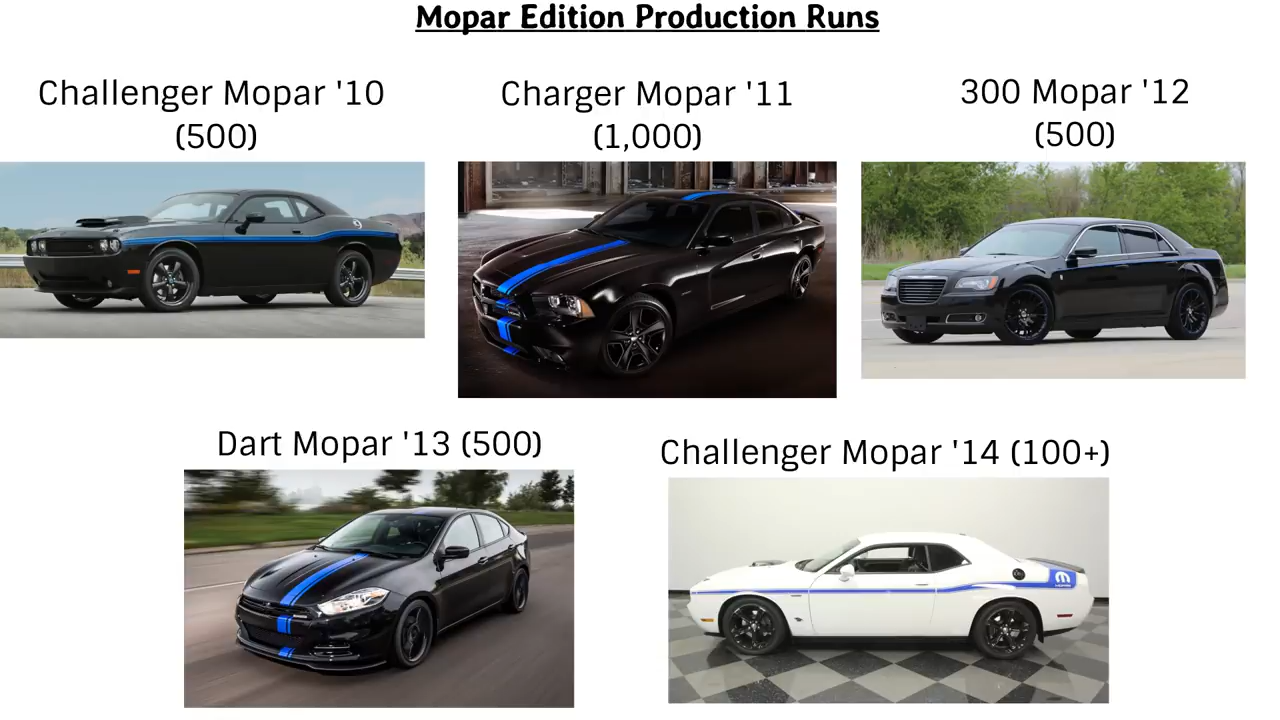 Mopar Edition Production Runs
Challenger Mopar '10
(500)
Charger Mopar '11
(1,000)
300 Mopar '12
(500)
Dart Mopar '13 (500)
Challenger Mopar '14 (100+)
MOPAR